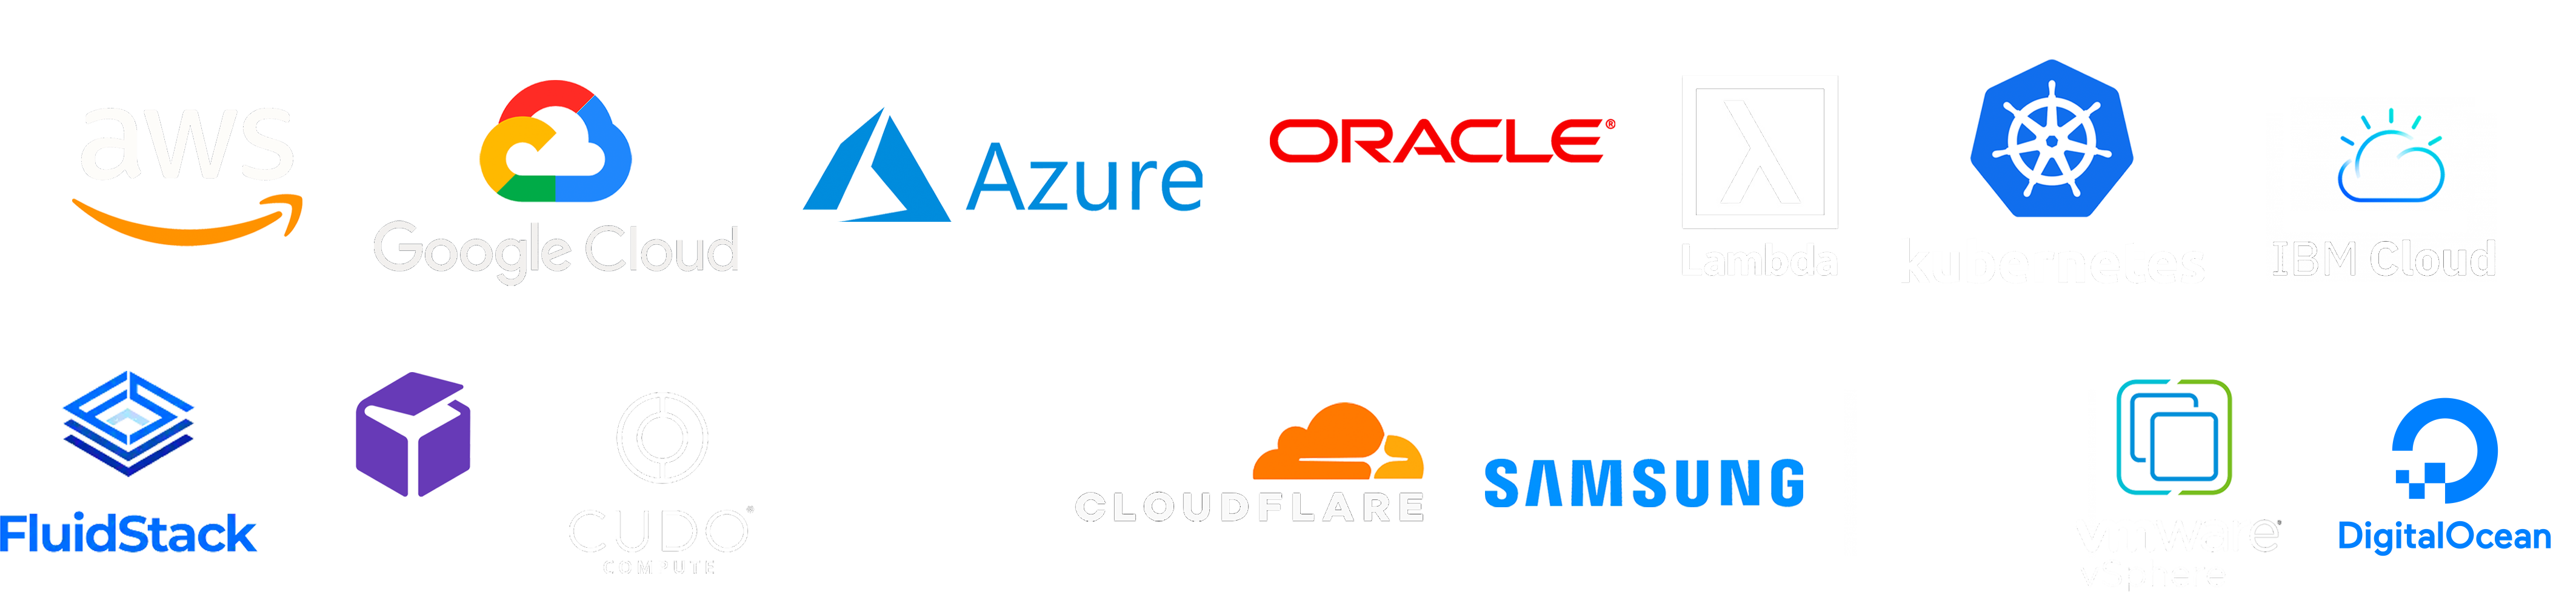 aws
Google Cloud
Azure
ORACLE®
Lambda
kubernetes
IBM Cloud
FluidStack
CUDO
COMPUTE
CLOUDFLARE
SAMSUNG
vmware®
vSphere
DigitalOcean